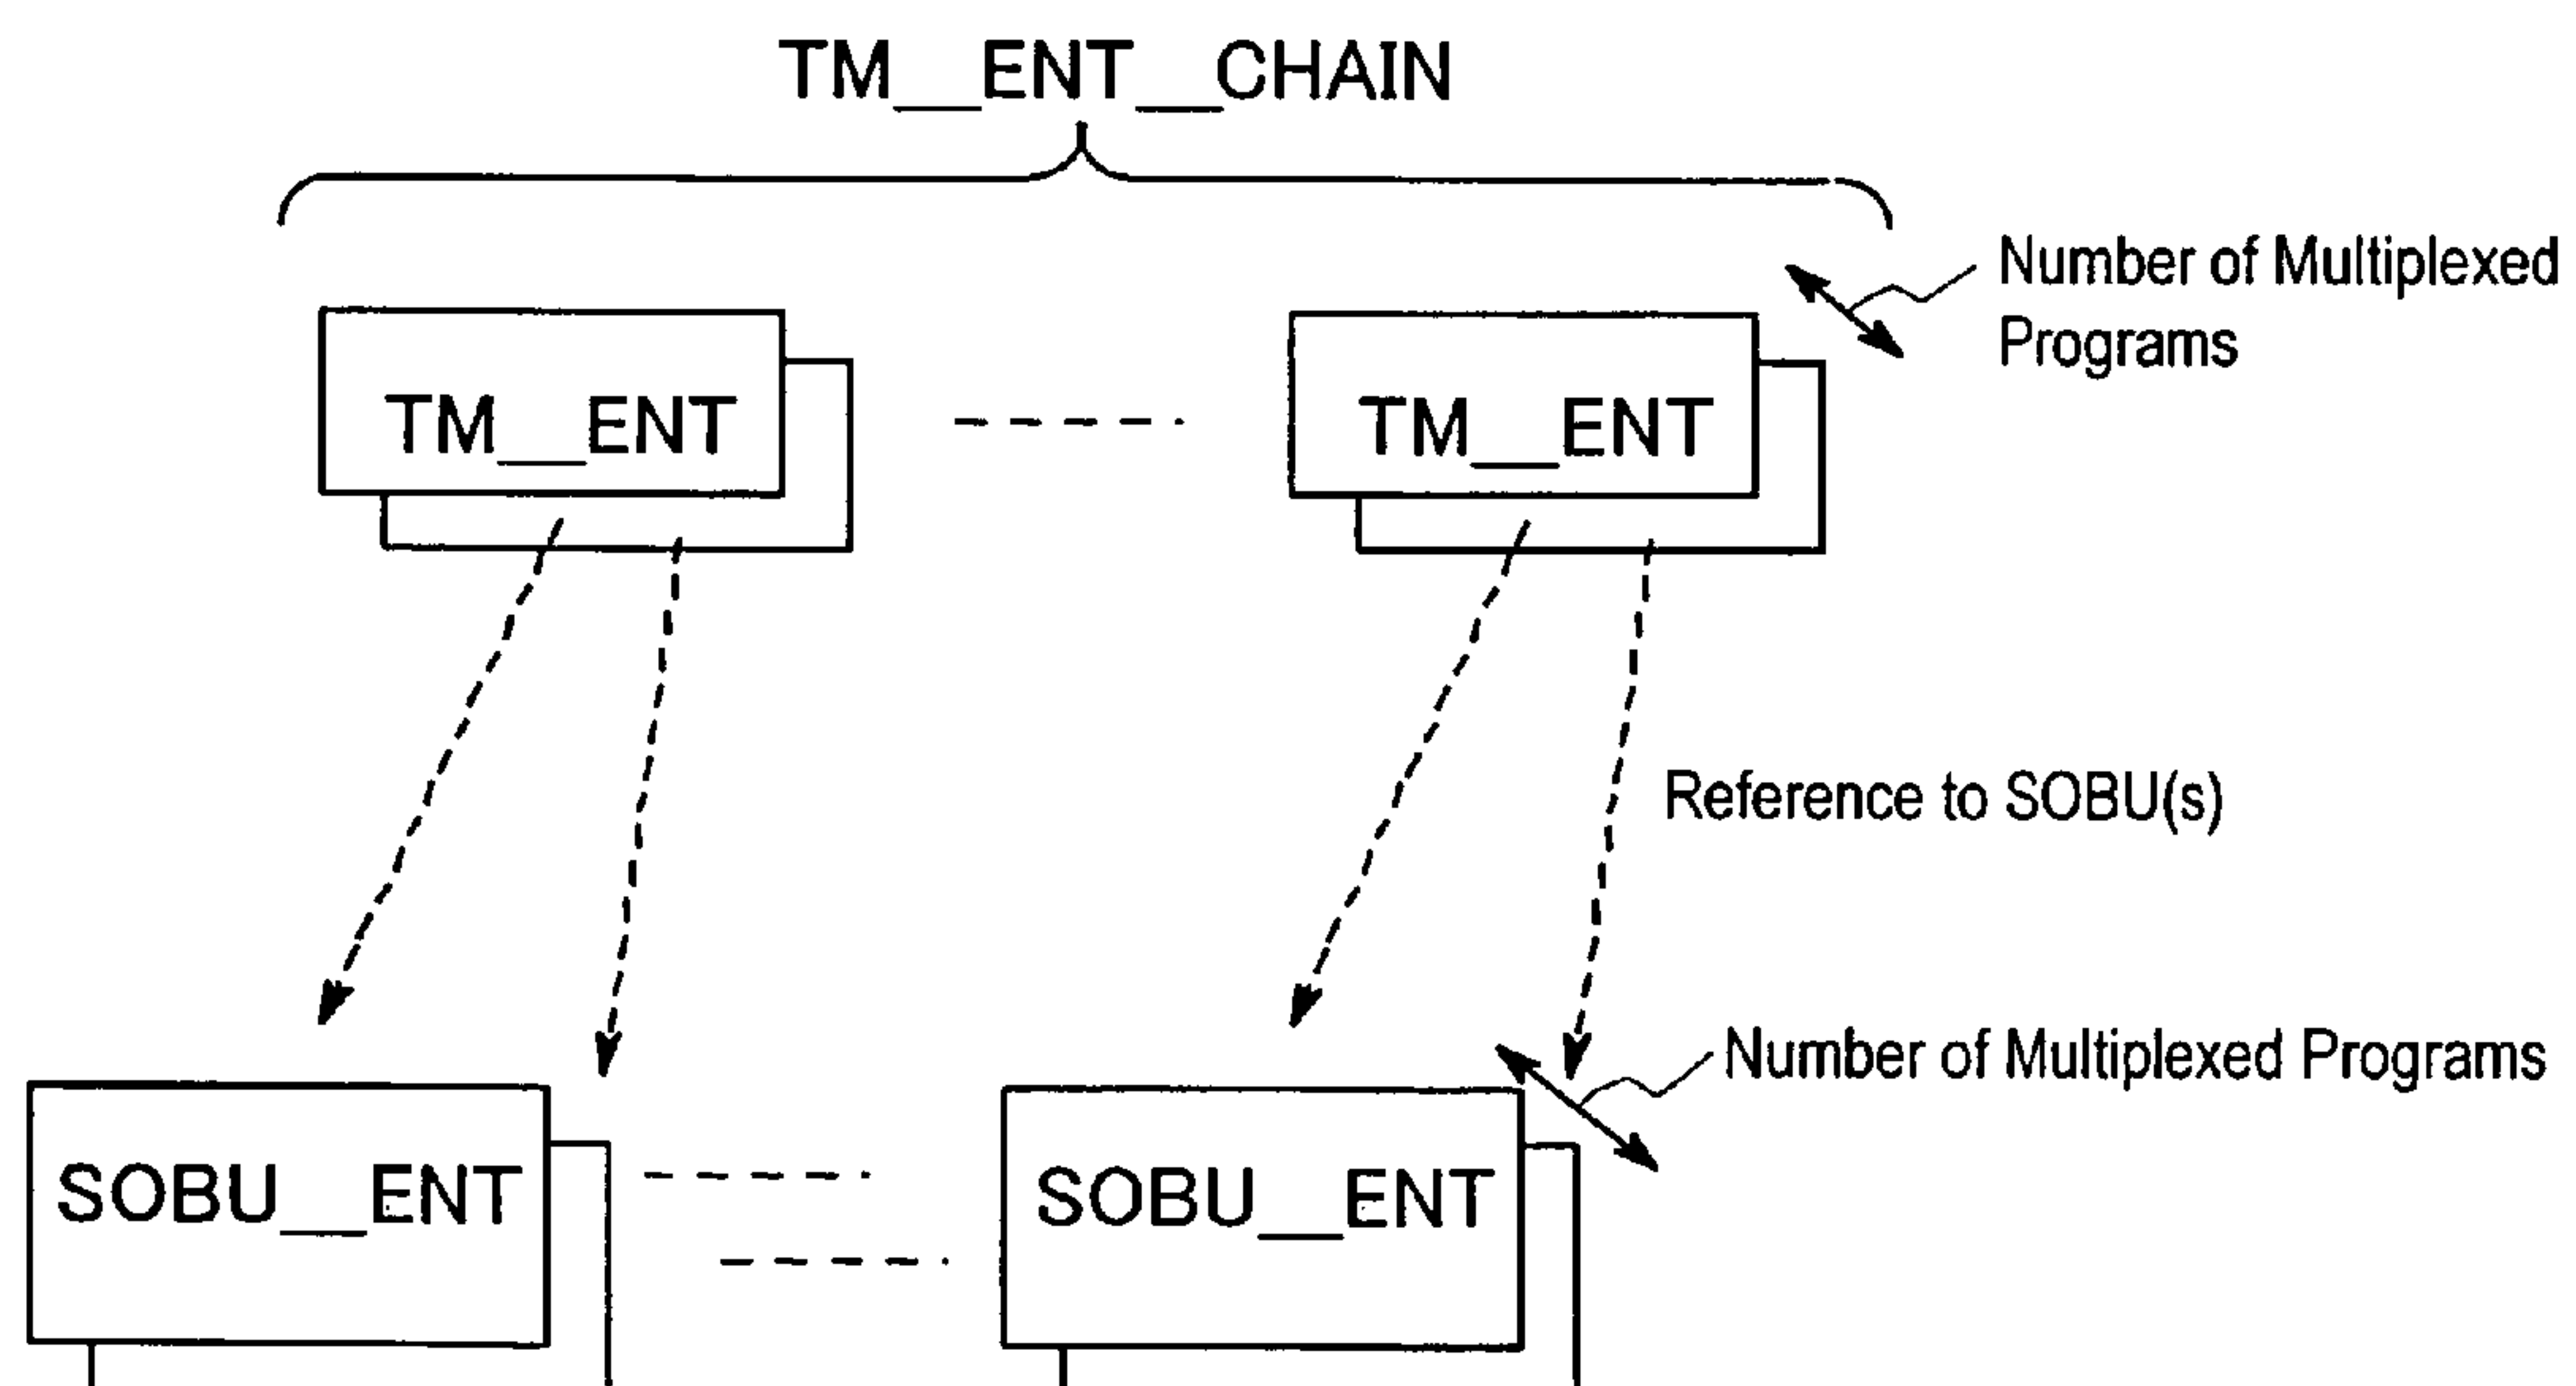 TM__ENT__CHAIN
Number of Multiplexed
Programs
TM__ENT
TM__ENT
Reference to SOBU(s)
Number of Multiplexed Programs
SOBU__ENT
SOBU__ENT